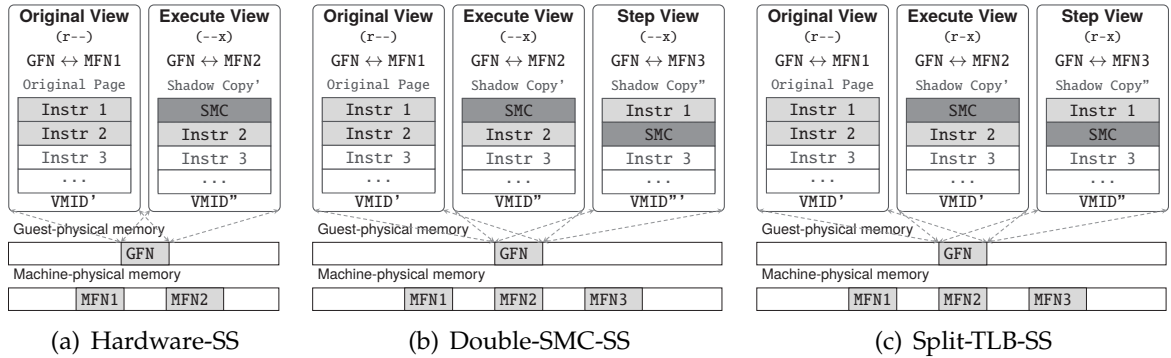 Original View
(r--)
GFN ↔ MFN1
Original Page
Instr 1
Instr 2
Instr 3
...
VMID'
Execute View
(--x)
GFN ↔ MFN2
Shadow Copy'
SMC
Instr 2
Instr 3
...
VMID"
Guest-physical memory
GFN
Machine-physical memory
MFN1
MFN2
(a) Hardware-SS
Original View
(r--)
GFN ↔ MFN1
Original Page
Instr 1
Instr 2
Instr 3
...
VMID'
Execute View
(--x)
GFN ↔ MFN2
Shadow Copy'
SMC
Instr 2
Instr 3
...
VMID"
Step View
(--x)
GFN ↔ MFN3
Shadow Copy"
Instr 1
SMC
Instr 3
...
VMID"'
Guest-physical memory
GFN
Machine-physical memory
MFN1
MFN2
MFN3
(b) Double-SMC-SS
Original View
(r--)
GFN ↔ MFN1
Original Page
Instr 1
Instr 2
Instr 3
...
VMID'
Execute View
(r-x)
GFN ↔ MFN2
Shadow Copy'
SMC
Instr 2
Instr 3
...
VMID'
Step View
(r-x)
GFN ↔ MFN3
Shadow Copy"
Instr 1
SMC
Instr 3
...
VMID"
Guest-physical memory
GFN
Machine-physical memory
MFN1
MFN2
MFN3
(c) Split-TLB-SS